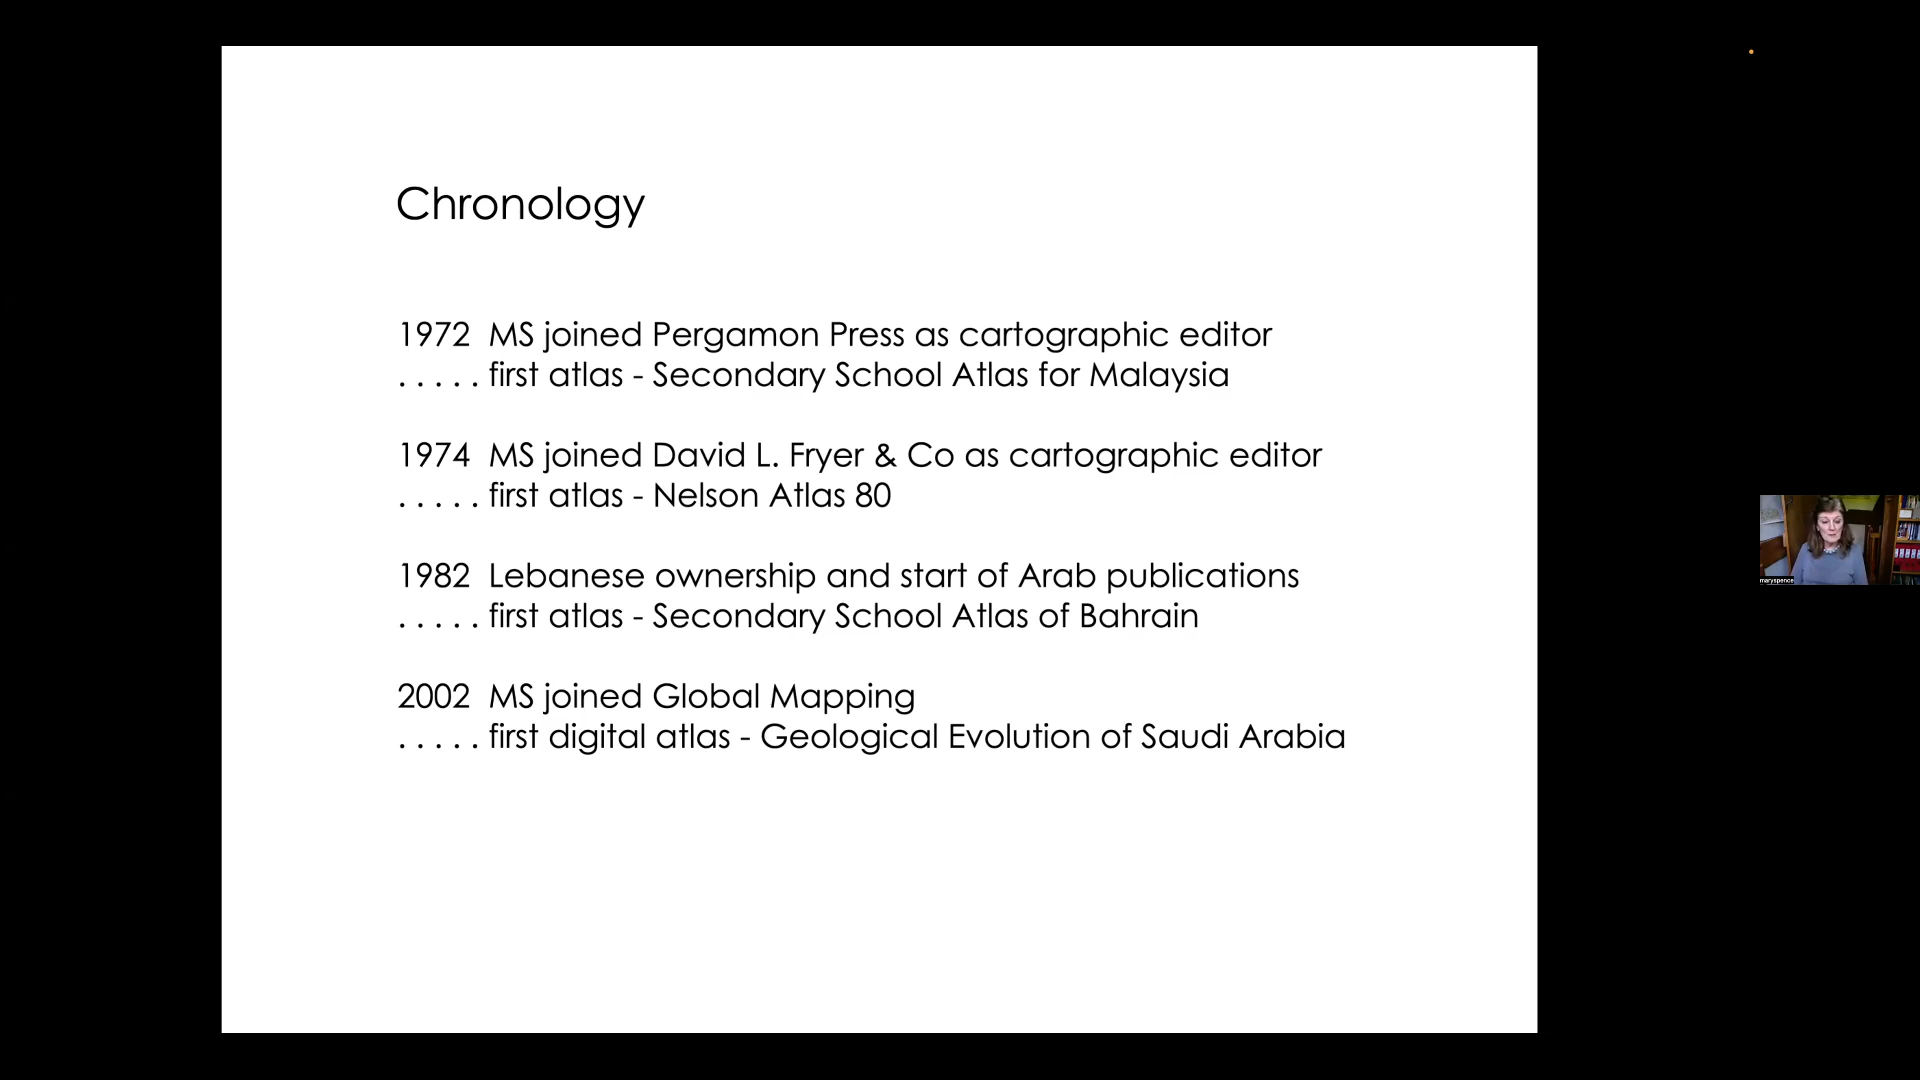 Chronology
1972 MS joined Pergamon Press as cartographic editor
. . . . . first atlas - Secondary School Atlas for Malaysia
1974 MS joined David L. Fryer & Co as cartographic editor
. . . . . first atlas - Nelson Atlas 80
1982 Lebanese ownership and start of Arab publications
. . . . . first atlas - Secondary School Atlas of Bahrain
2002 MS joined Global Mapping
. . . . . first digital atlas - Geological Evolution of Saudi Arabia
maryspence